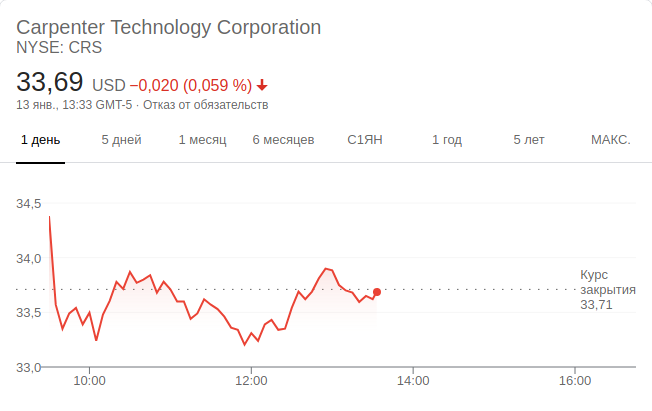 Carpenter Technology Corporation
NYSE: CRS
33,69 USD −0,020 (0,059 %)
13 янв., 13:33 GMT-5 · Отказ от обязательств
1 день 5 дней 1 месяц 6 месяцев С1ЯН 1 год 5 лет МАКС.
34,5
34,0
Курс
закрытия
33,71
33,5
33,0
10:00 12:00 14:00 16:00